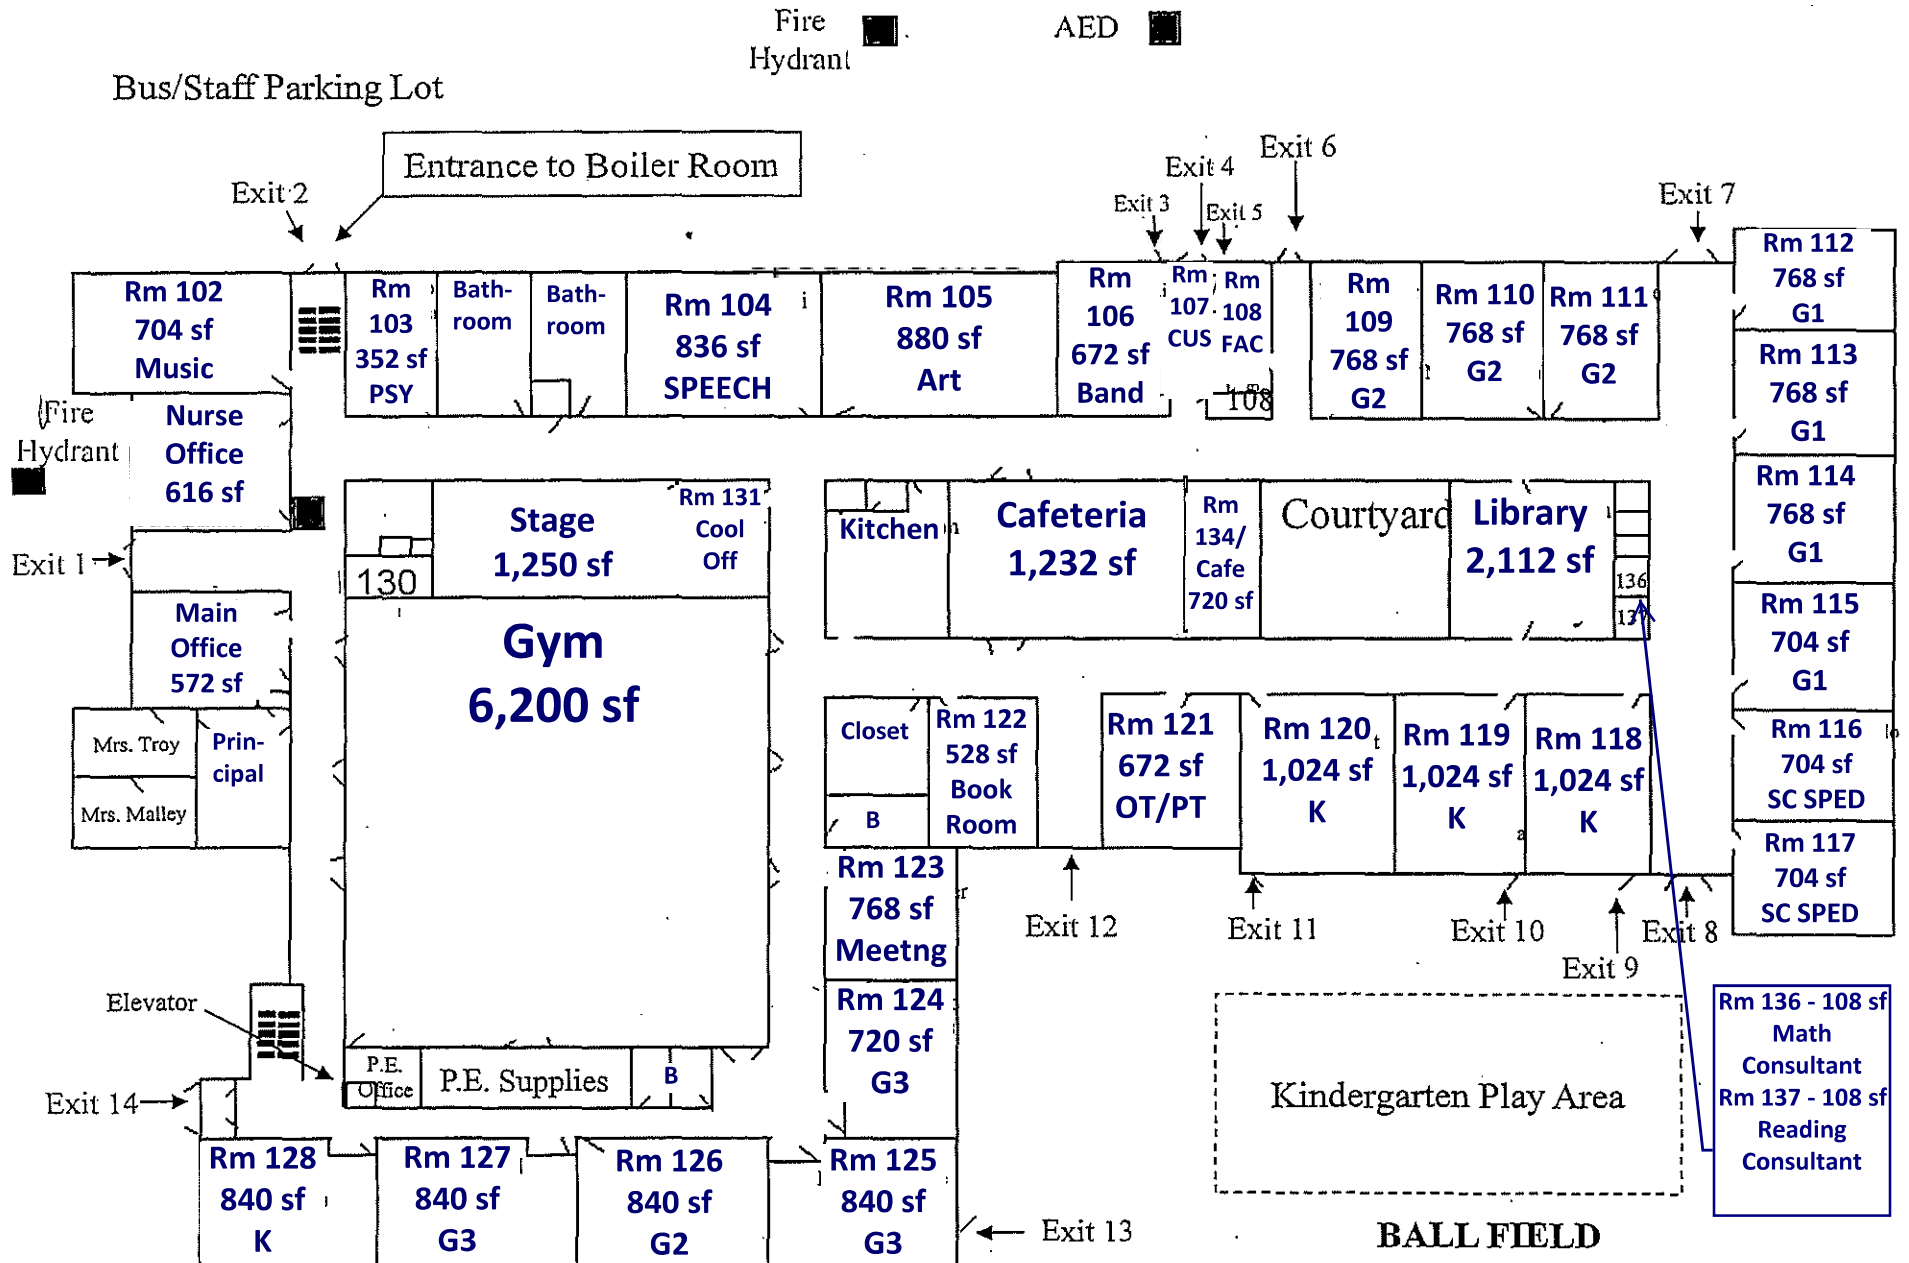 Fire
Hydrant
AED
Bus/Staff Parking Lot
Entrance to Boiler Room
Exit 2
Exit 3
Exit 4
Exit 5
Exit 6
Exit 7
Rm 102
704 sf
Music
Rm
103
352 sf
PSY
Bath-
room
Bath-
room
Rm 104
836 sf
SPEECH
Rm 105
880 sf
Art
Rm
106
672 sf
Band
Rm
107
CUS
Rm
108
FAC
108
Rm
109
768 sf
G2
Rm 110
768 sf
G2
Rm 111
768 sf
G2
Rm 112
768 sf
G1
Rm 113
768 sf
G1
Rm 114
768 sf
G1
Rm 115
704 sf
G1
Rm 116
704 sf
SC SPED
Rm 117
704 sf
SC SPED
Fire
Hydrant
Nurse
Office
616 sf
Exit 1
Main
Office
572 sf
Mrs. Troy
Mrs. Malley
Prin-
cipal
130
Stage
1,250 sf
Rm 131
Cool
Off
Gym
6,200 sf
Kitchen
Cafeteria
1,232 sf
Rm
134/
Cafe
720 sf
Courtyard
Library
2,112 sf
136
137
Closet
B
Rm 122
528 sf
Book
Room
Rm 121
672 sf
OT/PT
Rm 120
1,024 sf
K
Rm 119
1,024 sf
K
Rm 118
1,024 sf
K
Rm 123
768 sf
Meetng
Rm 124
720 sf
G3
Exit 12
Exit 11
Exit 10
Exit 9
Exit 8
Elevator
P.E.
Office
P.E. Supplies
B
Exit 14
Rm 128
840 sf
K
Rm 127
840 sf
G3
Rm 126
840 sf
G2
Rm 125
840 sf
G3
Exit 13
Kindergarten Play Area
BALL FIELD
Rm 136 - 108 sf
Math
Consultant
Rm 137 - 108 sf
Reading
Consultant